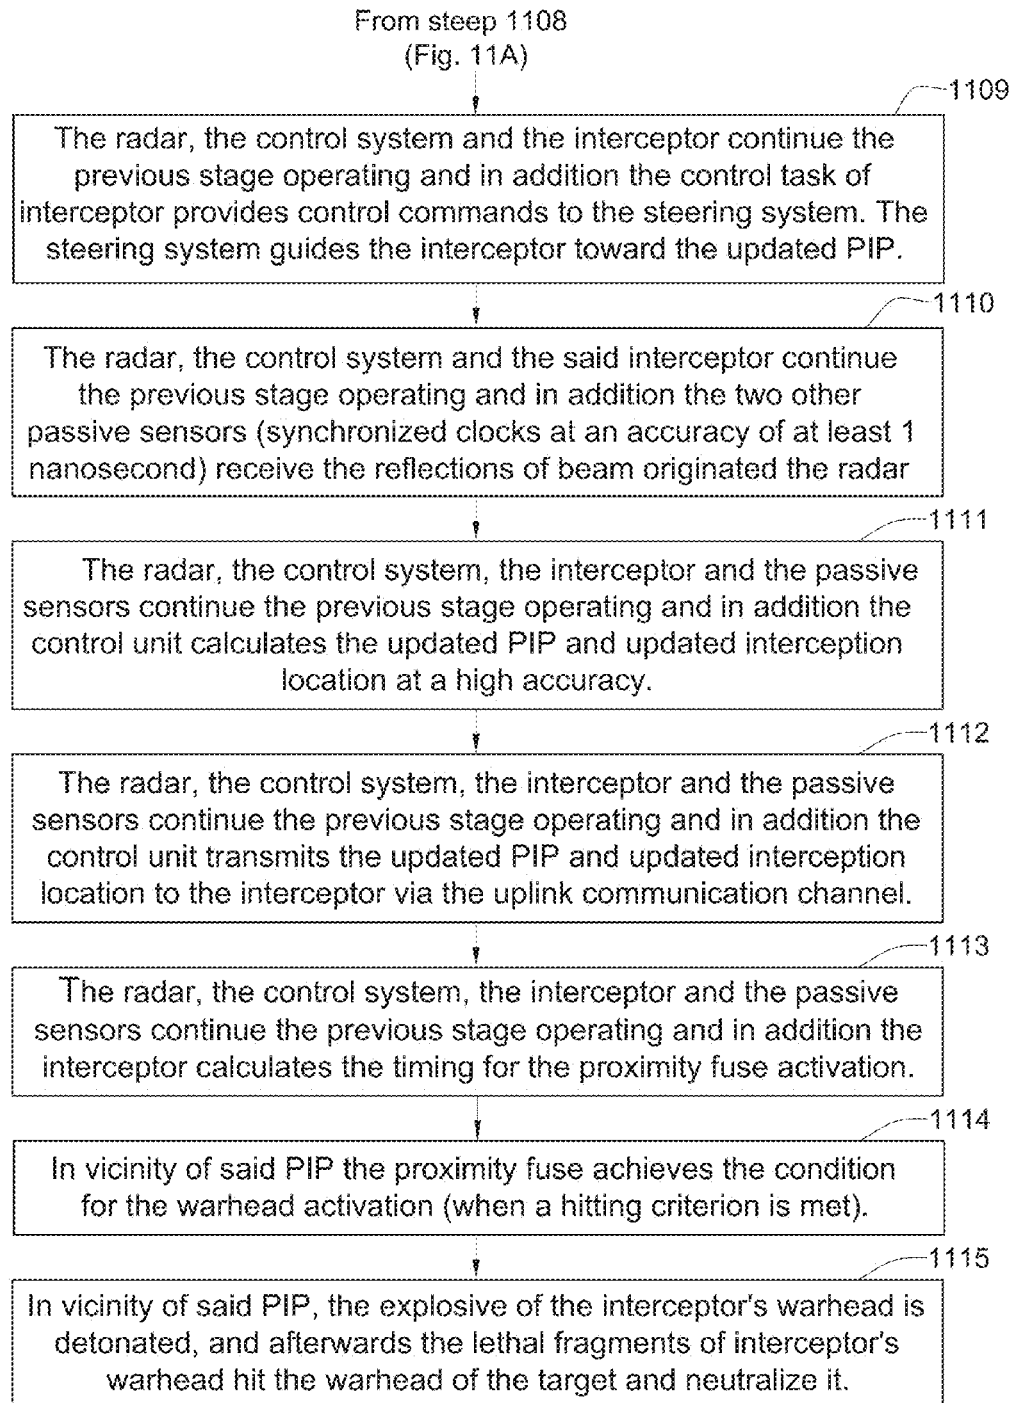 From steep 1108
(Fig. 11A)
1109
The radar, the control system and the interceptor continue the
previous stage operating and in addition the control task of
interceptor provides control commands to the steering system. The
steering system guides the interceptor toward the updated PIP.
1110
The radar, the control system and the said interceptor continue
the previous stage operating and in addition the two other
passive sensors (synchronized clocks at an accuracy of at least 1
nanosecond) receive the reflections of beam originated the radar
1111
The radar, the control system, the interceptor and the passive
sensors continue the previous stage operating and in addition the
control unit calculates the updated PIP and updated interception
location at a high accuracy.
1112
The radar, the control system, the interceptor and the passive
sensors continue the previous stage operating and in addition the
control unit transmits the updated PIP and updated interception
location to the interceptor via the uplink communication channel.
1113
The radar, the control system, the interceptor and the passive
sensors continue the previous stage operating and in addition the
interceptor calculates the timing for the proximity fuse activation.
1114
In vicinity of said PIP the proximity fuse achieves the condition
for the warhead activation (when a hitting criterion is met).
1115
In vicinity of said PIP, the explosive of the interceptor's warhead is
detonated, and afterwards the lethal fragments of interceptor's
warhead hit the warhead of the target and neutralize it.